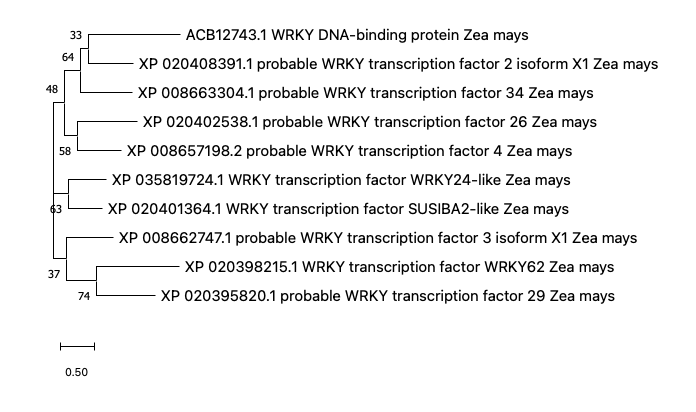 33
ACB12743.1 WRKY DNA-binding protein Zea mays
64
XP 020408391.1 probable WRKY transcription factor 2 isoform X1 Zea mays
48
XP 008663304.1 probable WRKY transcription factor 34 Zea mays
XP 020402538.1 probable WRKY transcription factor 26 Zea mays
58
XP 008657198.2 probable WRKY transcription factor 4 Zea mays
XP 035819724.1 WRKY transcription factor WRKY24-like Zea mays
63
XP 020401364.1 WRKY transcription factor SUSIBA2-like Zea mays
XP 008662747.1 probable WRKY transcription factor 3 isoform X1 Zea mays
37
XP 020398215.1 WRKY transcription factor WRKY62 Zea mays
74
XP 020395820.1 probable WRKY transcription factor 29 Zea mays
0.50